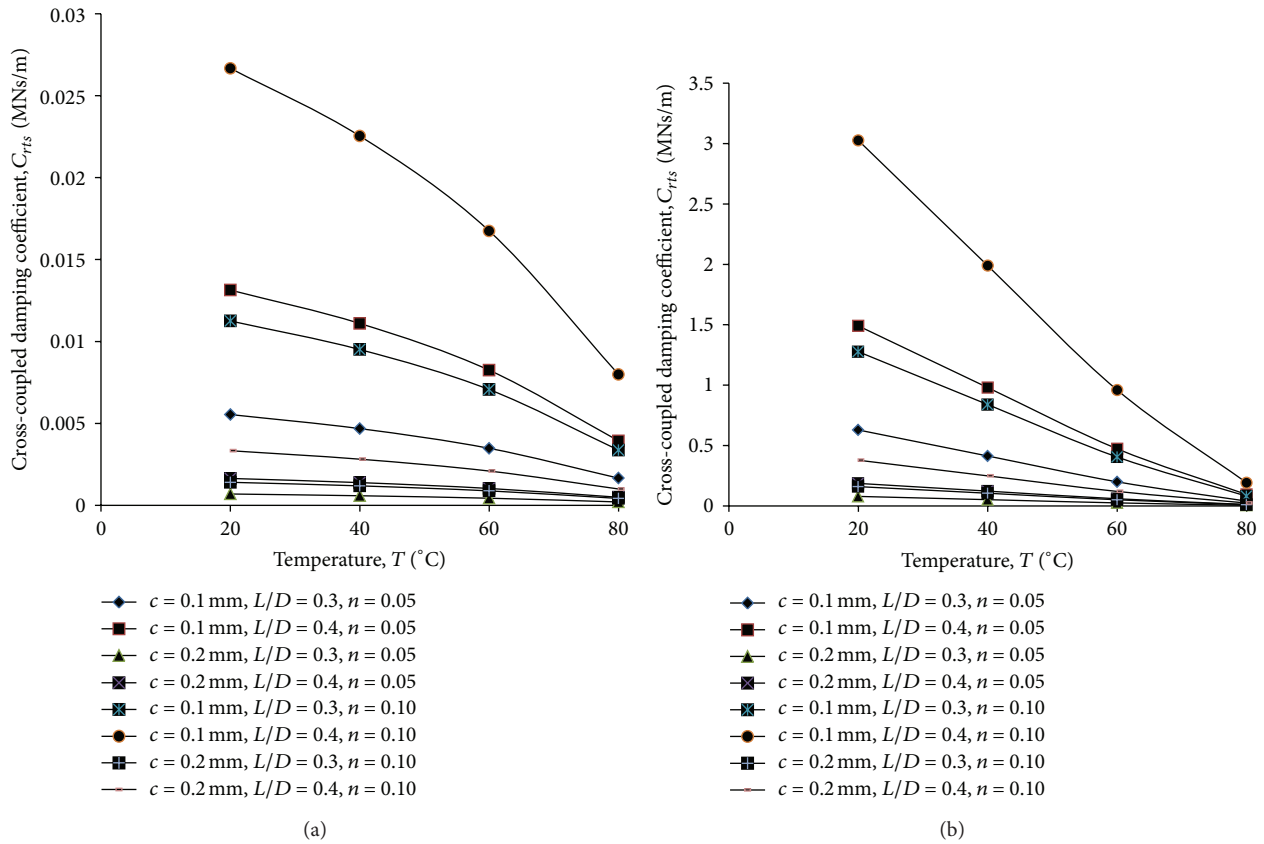 Cross-coupled damping coefficient, C_rts (MNs/m)
0.03
0.025
0.02
0.015
0.01
0.005
0
0 20 40 60 80
Temperature, T (°C)
c = 0.1 mm, L/D = 0.3, n = 0.05
c = 0.1 mm, L/D = 0.4, n = 0.05
c = 0.2 mm, L/D = 0.3, n = 0.05
c = 0.2 mm, L/D = 0.4, n = 0.05
c = 0.1 mm, L/D = 0.3, n = 0.10
c = 0.1 mm, L/D = 0.4, n = 0.10
c = 0.2 mm, L/D = 0.3, n = 0.10
c = 0.2 mm, L/D = 0.4, n = 0.10
(a)
Cross-coupled damping coefficient, C_rts (MNs/m)
3.5
3
2.5
2
1.5
1
0.5
0
0 20 40 60 80
Temperature, T (°C)
c = 0.1 mm, L/D = 0.3, n = 0.05
c = 0.1 mm, L/D = 0.4, n = 0.05
c = 0.2 mm, L/D = 0.3, n = 0.05
c = 0.2 mm, L/D = 0.4, n = 0.05
c = 0.1 mm, L/D = 0.3, n = 0.10
c = 0.1 mm, L/D = 0.4, n = 0.10
c = 0.2 mm, L/D = 0.3, n = 0.10
c = 0.2 mm, L/D = 0.4, n = 0.10
(b)